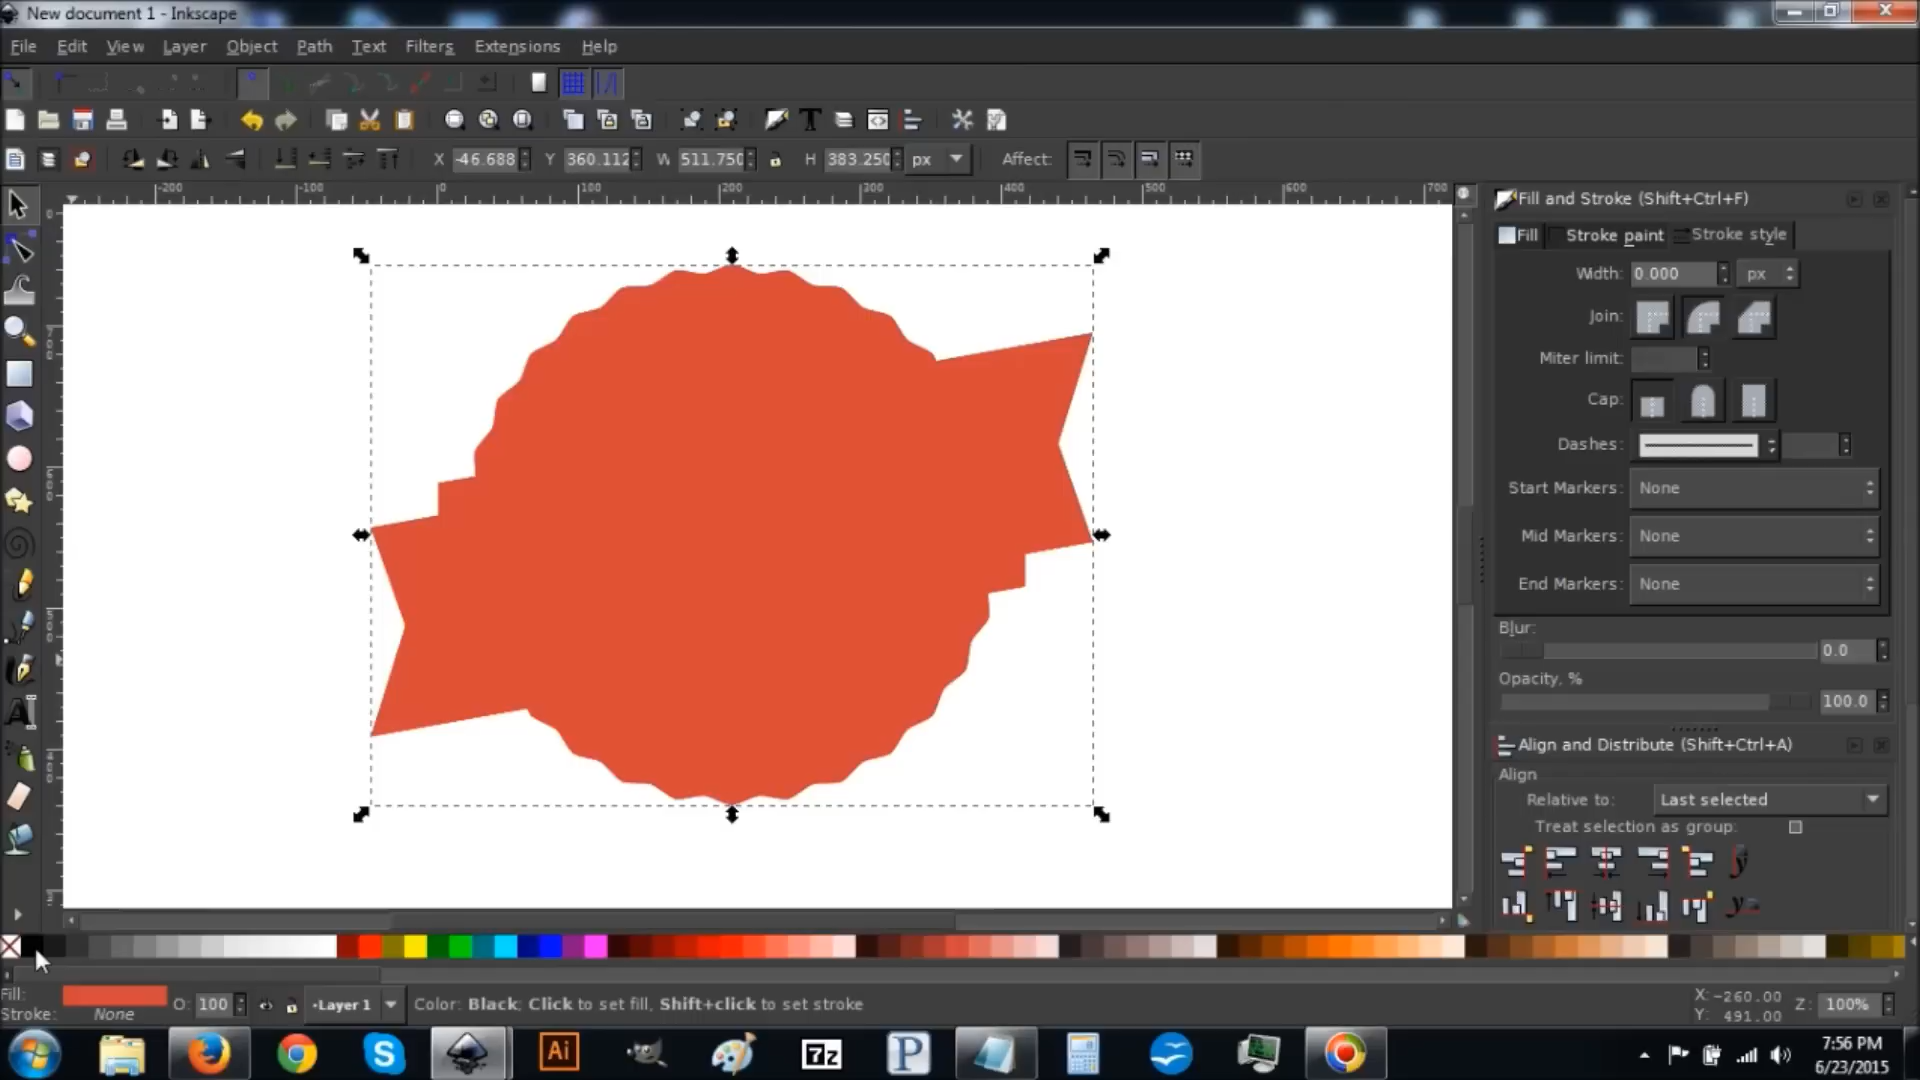 New document 1 - Inkscape
File Edit View Layer Object Path Text Filters Extensions Help
X -46.688 Y 360.112 W 511.750 H 383.250 px Affect:
-200 -100 0 100 200 300 400 500 600 700
Fill and Stroke (Shift+Ctrl+F)
Fill Stroke paint Stroke style
Width: 0.000 px
Join:
Miter limit:
Cap:
Dashes:
Start Markers: None
Mid Markers: None
End Markers: None
Blur:
0.0
Opacity, %
100.0
Align and Distribute (Shift+Ctrl+A)
Align
Relative to: Last selected
Treat selection as group:
Fill:
Stroke: None
O: 100
Layer 1
Color: Black; Click to set fill, Shift+click to set stroke
X: -260.00
Y: 491.00
Z: 100%
Ai
7z
P
7:56 PM
6/23/2015